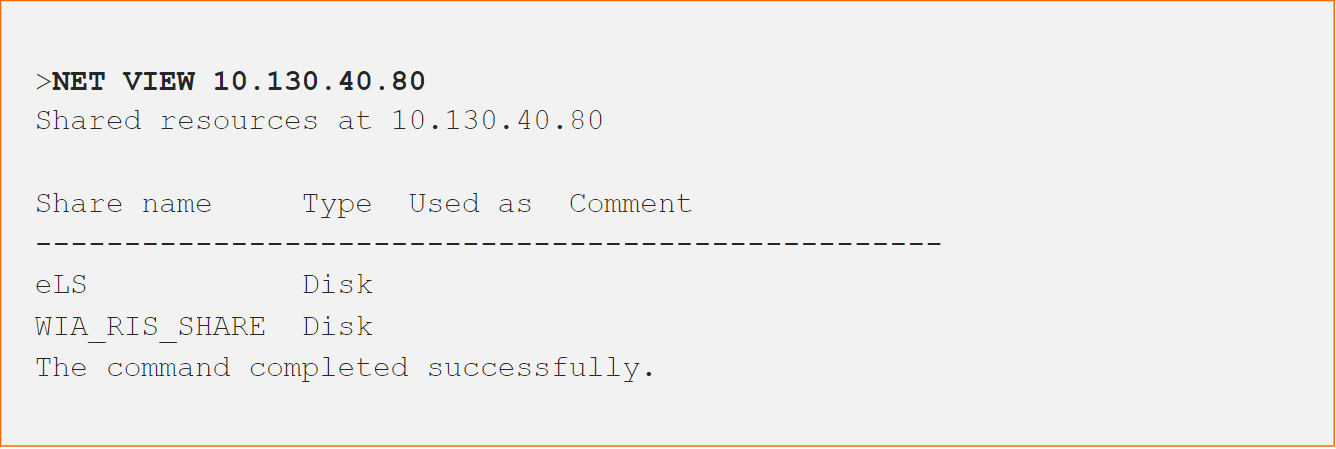 >NET VIEW 10.130.40.80
Shared resources at 10.130.40.80
Share name     Type  Used as  Comment
---------------------------------------------------
eLS            Disk
WIA_RIS_SHARE  Disk
The command completed successfully.